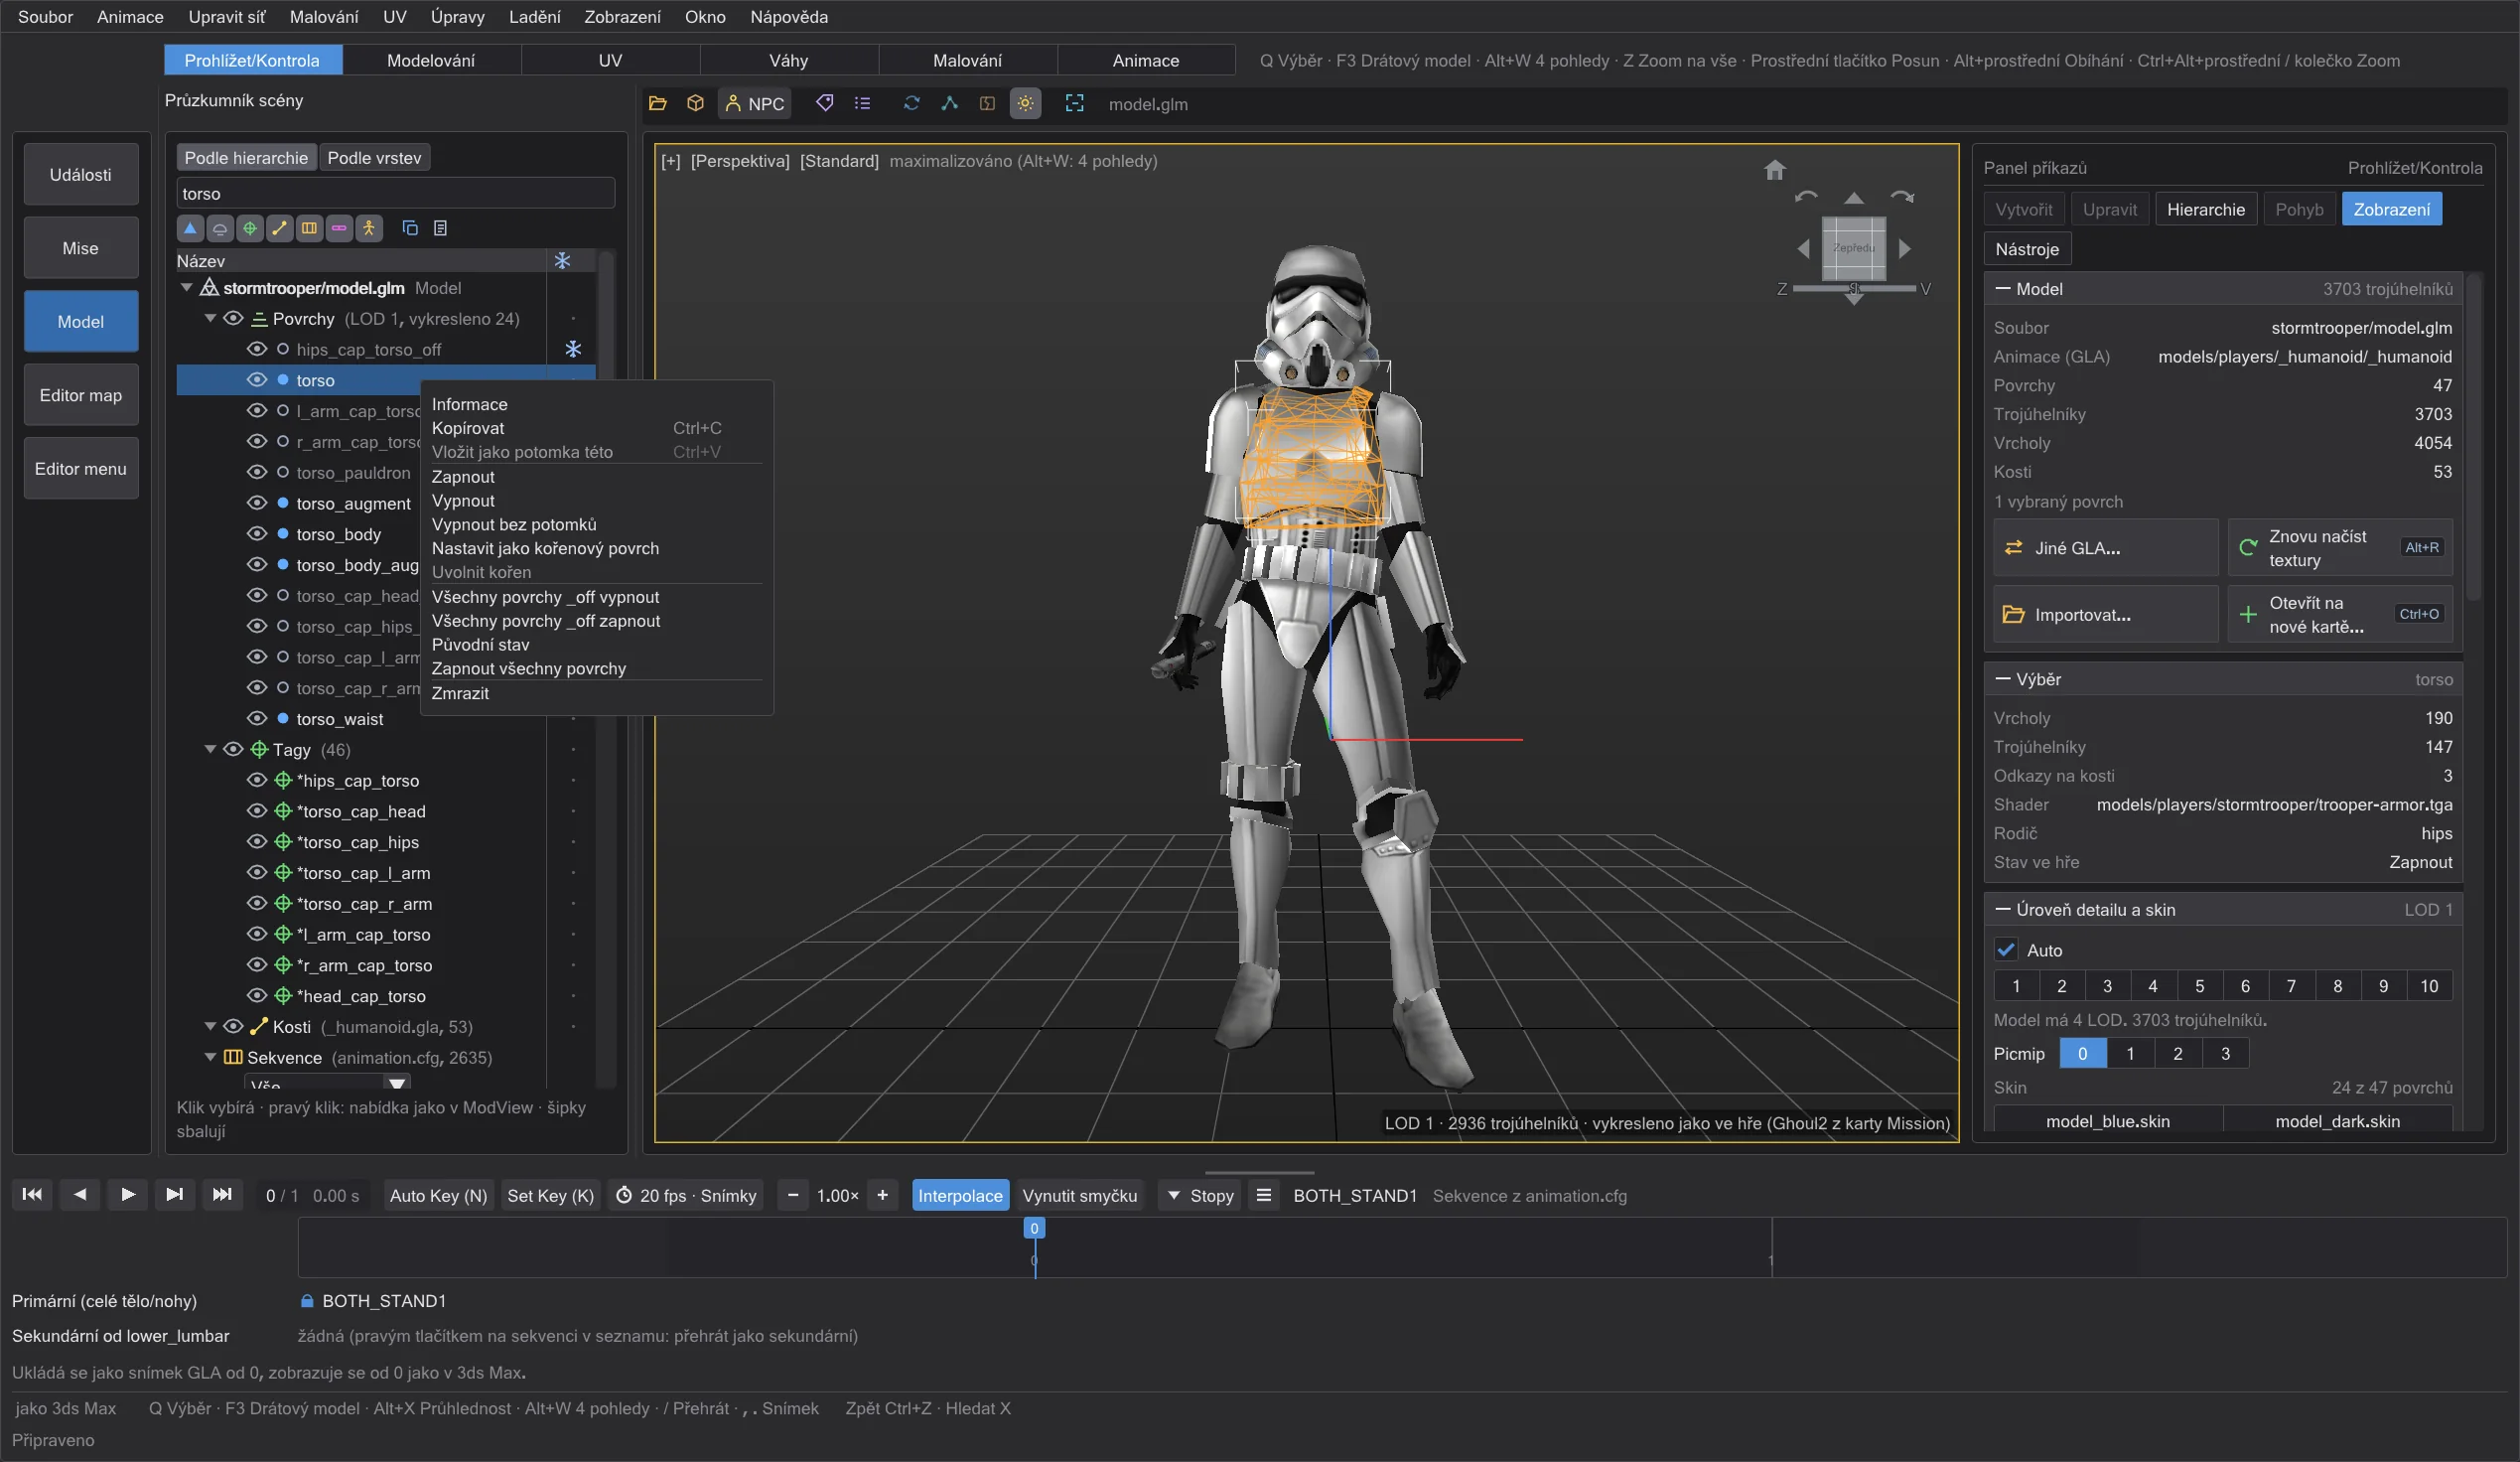 Soubor Animace Upravit síť Malování UV Úpravy Ladění Zobrazení Okno Nápověda
Prohlížet/Kontrola Modelování UV Váhy Malování Animace Q Výběr · F3 Drátový model · Alt+W 4 pohledy · Z Zoom na vše · Prostřední tlačítko Posun · Alt+prostřední Obíhání · Ctrl+Alt+prostřední / kolečko Zoom
Průzkumník scény
NPC model.glm
Události
Mise
Model
Editor map
Editor menu
Podle hierarchie Podle vrstev
torso
Název
stormtrooper/model.glm Model
Povrchy (LOD 1, vykresleno 24)
hips_cap_torso_off
torso
l_arm_cap_torso
r_arm_cap_torso
torso_pauldron
torso_augment
torso_body
torso_body_aug
torso_cap_head
torso_cap_hips_
torso_cap_l_arm
torso_cap_r_arm
torso_waist
Tagy (46)
*hips_cap_torso
*torso_cap_head
*torso_cap_hips
*torso_cap_l_arm
*torso_cap_r_arm
*l_arm_cap_torso
*r_arm_cap_torso
*head_cap_torso
Kosti (_humanoid.gla, 53)
Sekvence (animation.cfg, 2635)
Vše
Klik vybírá · pravý klik: nabídka jako v ModView · šipky
sbalují
Informace
Kopírovat Ctrl+C
Vložit jako potomka této Ctrl+V
Zapnout
Vypnout
Vypnout bez potomků
Nastavit jako kořenový povrch
Uvolnit kořen
Všechny povrchy _off vypnout
Všechny povrchy _off zapnout
Původní stav
Zapnout všechny povrchy
Zmrazit
[+] [Perspektiva] [Standard] maximalizováno (Alt+W: 4 pohledy)
Zepředu
Z S V
LOD 1 · 2936 trojúhelníků · vykresleno jako ve hře (Ghoul2 z karty Mission)
Panel příkazů Prohlížet/Kontrola
Vytvořit Upravit Hierarchie Pohyb Zobrazení
Nástroje
Model 3703 trojúhelníků
Soubor stormtrooper/model.glm
Animace (GLA) models/players/_humanoid/_humanoid
Povrchy 47
Trojúhelníky 3703
Vrcholy 4054
Kosti 53
1 vybraný povrch
Jiné GLA...
Znovu načíst
textury
Alt+R
Importovat...
Otevřít na
nové kartě...
Ctrl+O
Výběr torso
Vrcholy 190
Trojúhelníky 147
Odkazy na kosti 3
Shader models/players/stormtrooper/trooper-armor.tga
Rodič hips
Stav ve hře Zapnout
Úroveň detailu a skin LOD 1
Auto
1 2 3 4 5 6 7 8 9 10
Model má 4 LOD. 3703 trojúhelníků.
Picmip 0 1 2 3
Skin 24 z 47 povrchů
model_blue.skin model_dark.skin
0 / 1 0.00 s Auto Key (N) Set Key (K) 20 fps · Snímky − 1.00× + Interpolace Vynutit smyčku Stopy BOTH_STAND1 Sekvence z animation.cfg
0
0 1
Primární (celé tělo/nohy) BOTH_STAND1
Sekundární od lower_lumbar žádná (pravým tlačítkem na sekvenci v seznamu: přehrát jako sekundární)
Ukládá se jako snímek GLA od 0, zobrazuje se od 0 jako v 3ds Max.
jako 3ds Max Q Výběr · F3 Drátový model · Alt+X Průhlednost · Alt+W 4 pohledy · / Přehrát · , . Snímek Zpět Ctrl+Z · Hledat X
Připraveno